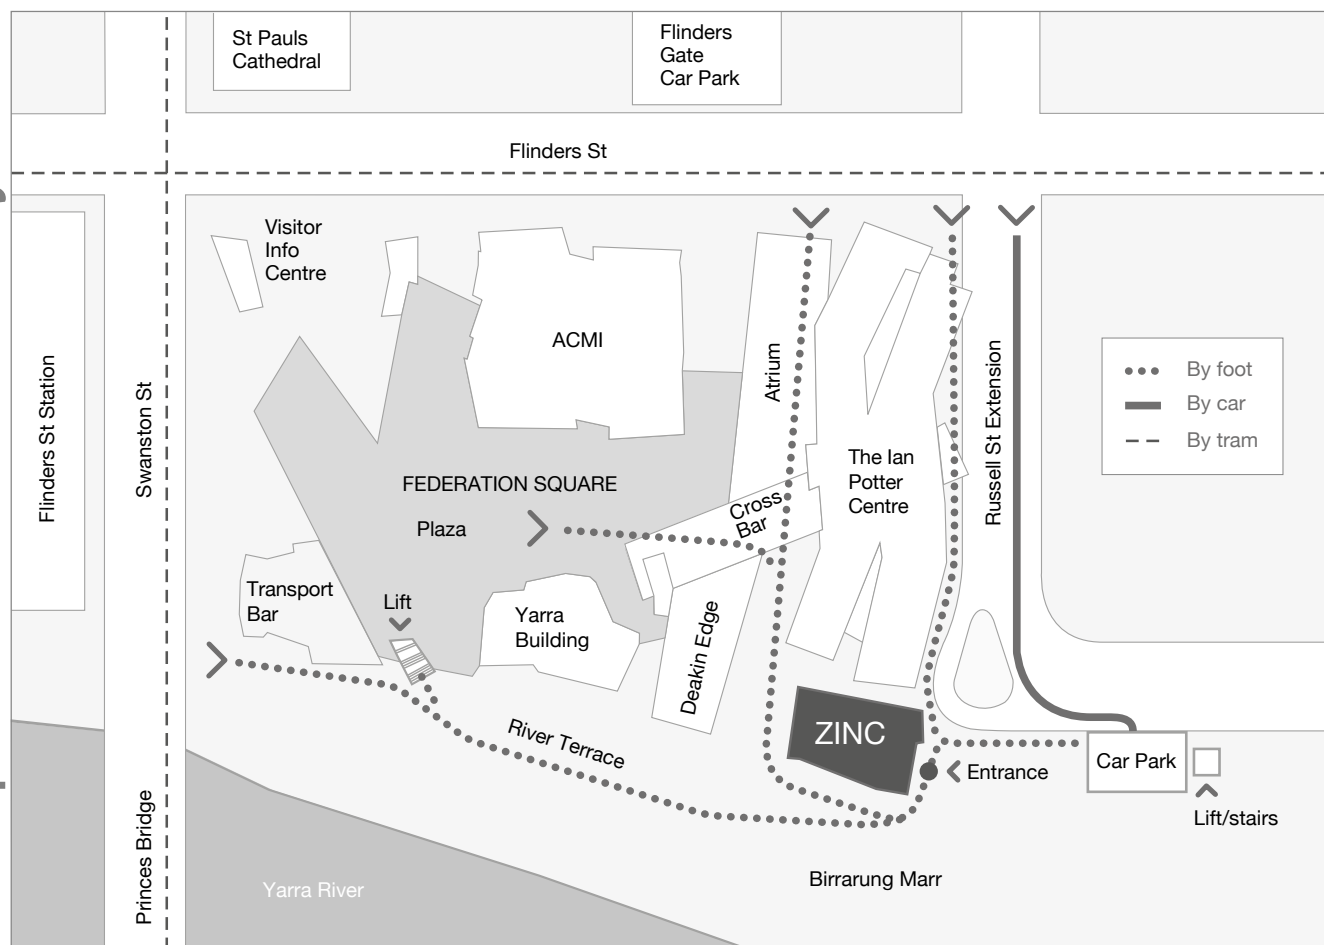 St Pauls
Cathedral
Flinders
Gate
Car Park
Flinders St
Visitor
Info
Centre
ACMI
Atrium
Flinders St Station
Swanston St
Russell St Extension
By foot
By car
By tram
FEDERATION SQUARE
Plaza
The Ian
Potter
Centre
Cross
Bar
Transport
Bar
Lift
Yarra
Building
Deakin Edge
River Terrace
ZINC
Entrance
Car Park
Lift/stairs
Princes Bridge
Yarra River
Birrarung Marr